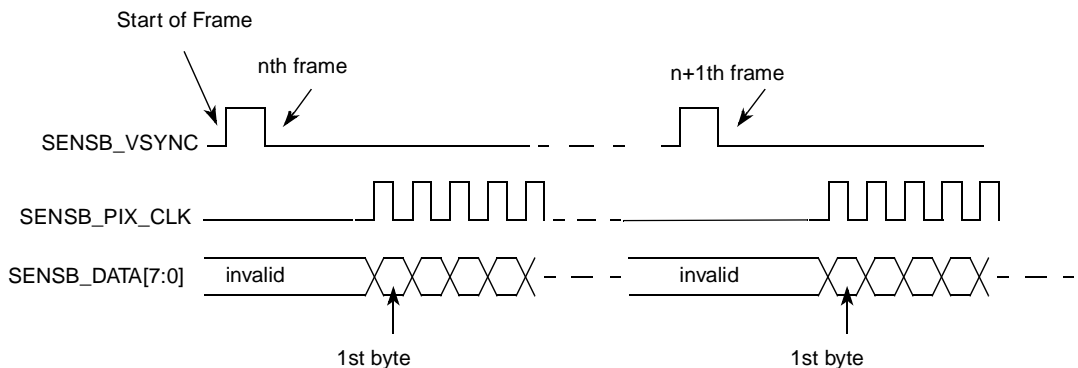 Start of Frame
nth frame
n+1th frame
SENSB_VSYNC
SENSB_PIX_CLK
SENSB_DATA[7:0]
invalid
invalid
1st byte
1st byte